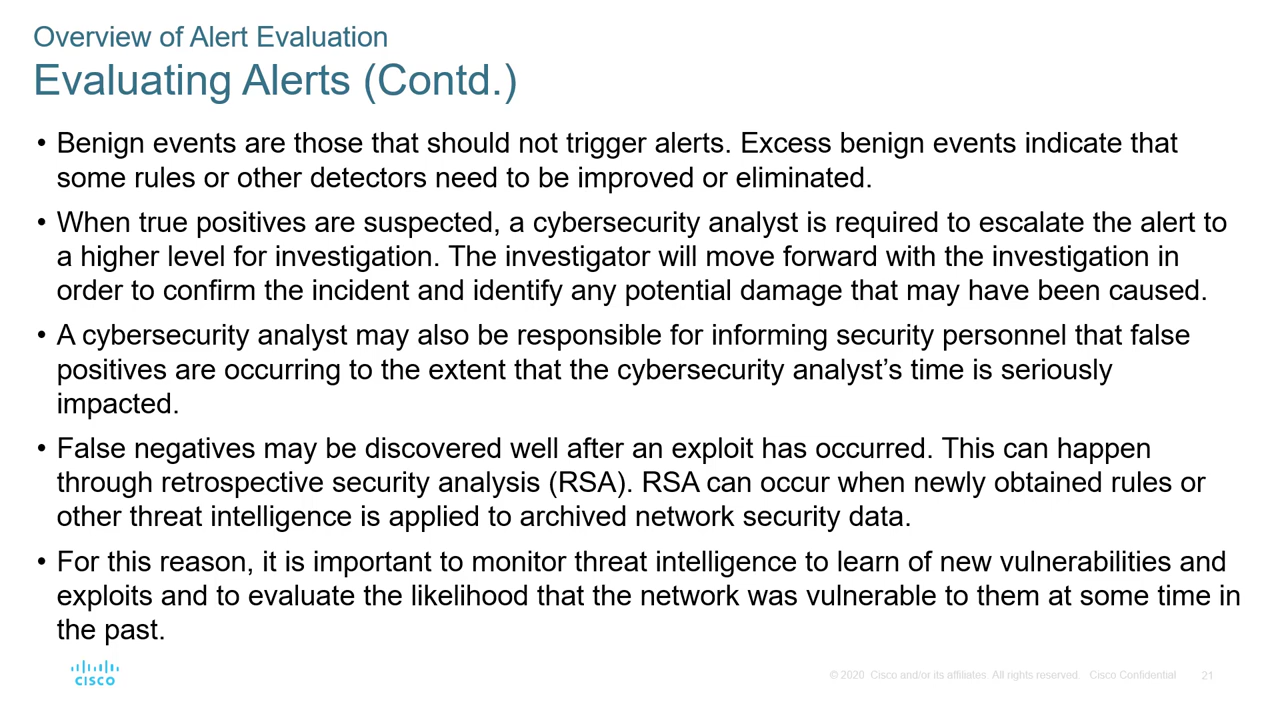 Overview of Alert Evaluation
Evaluating Alerts (Contd.)
• Benign events are those that should not trigger alerts. Excess benign events indicate that
some rules or other detectors need to be improved or eliminated.
• When true positives are suspected, a cybersecurity analyst is required to escalate the alert to
a higher level for investigation. The investigator will move forward with the investigation in
order to confirm the incident and identify any potential damage that may have been caused.
• A cybersecurity analyst may also be responsible for informing security personnel that false
positives are occurring to the extent that the cybersecurity analyst’s time is seriously
impacted.
• False negatives may be discovered well after an exploit has occurred. This can happen
through retrospective security analysis (RSA). RSA can occur when newly obtained rules or
other threat intelligence is applied to archived network security data.
• For this reason, it is important to monitor threat intelligence to learn of new vulnerabilities and
exploits and to evaluate the likelihood that the network was vulnerable to them at some time in
the past.
CISCO
© 2020 Cisco and/or its affiliates. All rights reserved. Cisco Confidential 21